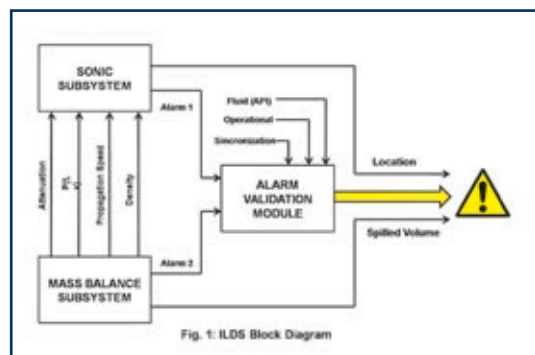 SONIC
SUBSYSTEM
Alarm 1
Fluid (API)
Operational
Sincronization
Location
Attenuation
P(L,
x)
Propagation Speed
Density
ALARM
VALIDATION
MODULE
Spilled Volume
Alarm 2
MASS BALANCE
SUBSYSTEM
Fig. 1: ILDS Block Diagram